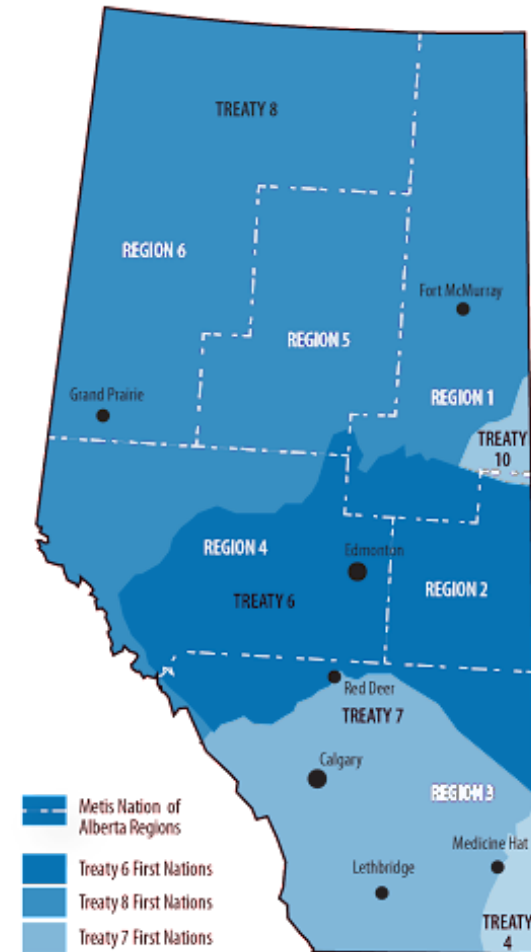 TREATY 8
REGION 6
Fort McMurray
REGION 5
Grand Prairie
REGION 1
TREATY
10
REGION 4
Edmonton
REGION 2
TREATY 6
Red Deer
TREATY 7
Calgary
REGION 3
Metis Nation of
Alberta Regions
Medicine Hat
Treaty 6 First Nations
Lethbridge
Treaty 8 First Nations
TREATY
4
Treaty 7 First Nations